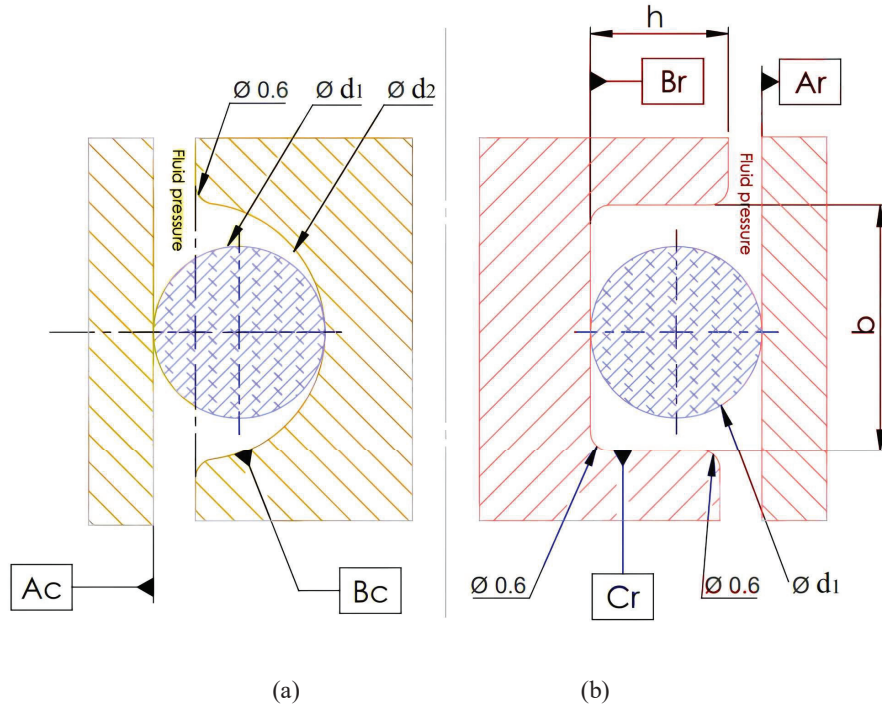 Ø 0.6
Ø d1
Ø d2
Fluid pressure
Ac
Bc
(a)
h
Br
Ar
Fluid pressure
b
Ø 0.6
Cr
Ø 0.6
Ø d1
(b)